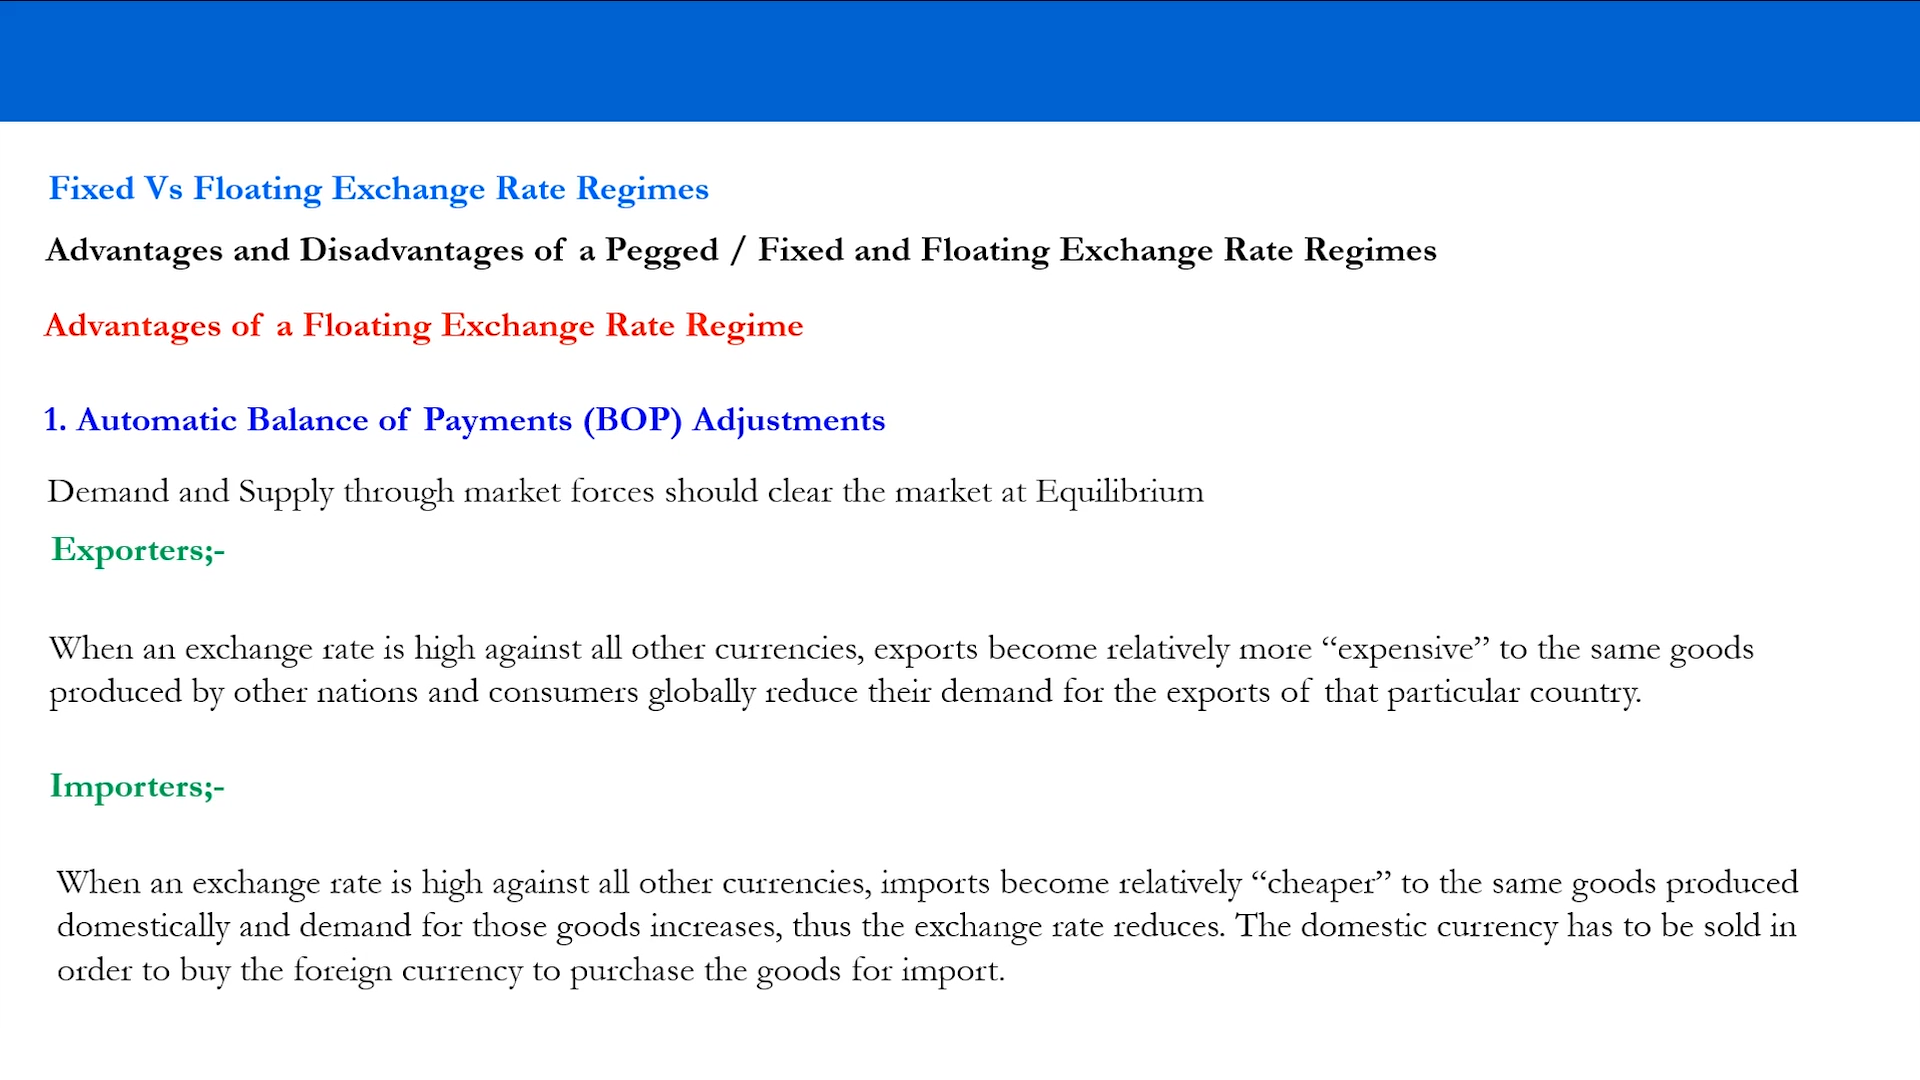 Fixed Vs Floating Exchange Rate Regimes
Advantages and Disadvantages of a Pegged / Fixed and Floating Exchange Rate Regimes
Advantages of a Floating Exchange Rate Regime
1. Automatic Balance of Payments (BOP) Adjustments
Demand and Supply through market forces should clear the market at Equilibrium
Exporters;-
When an exchange rate is high against all other currencies, exports become relatively more “expensive” to the same goods
produced by other nations and consumers globally reduce their demand for the exports of that particular country.
Importers;-
When an exchange rate is high against all other currencies, imports become relatively “cheaper” to the same goods produced
domestically and demand for those goods increases, thus the exchange rate reduces. The domestic currency has to be sold in
order to buy the foreign currency to purchase the goods for import.